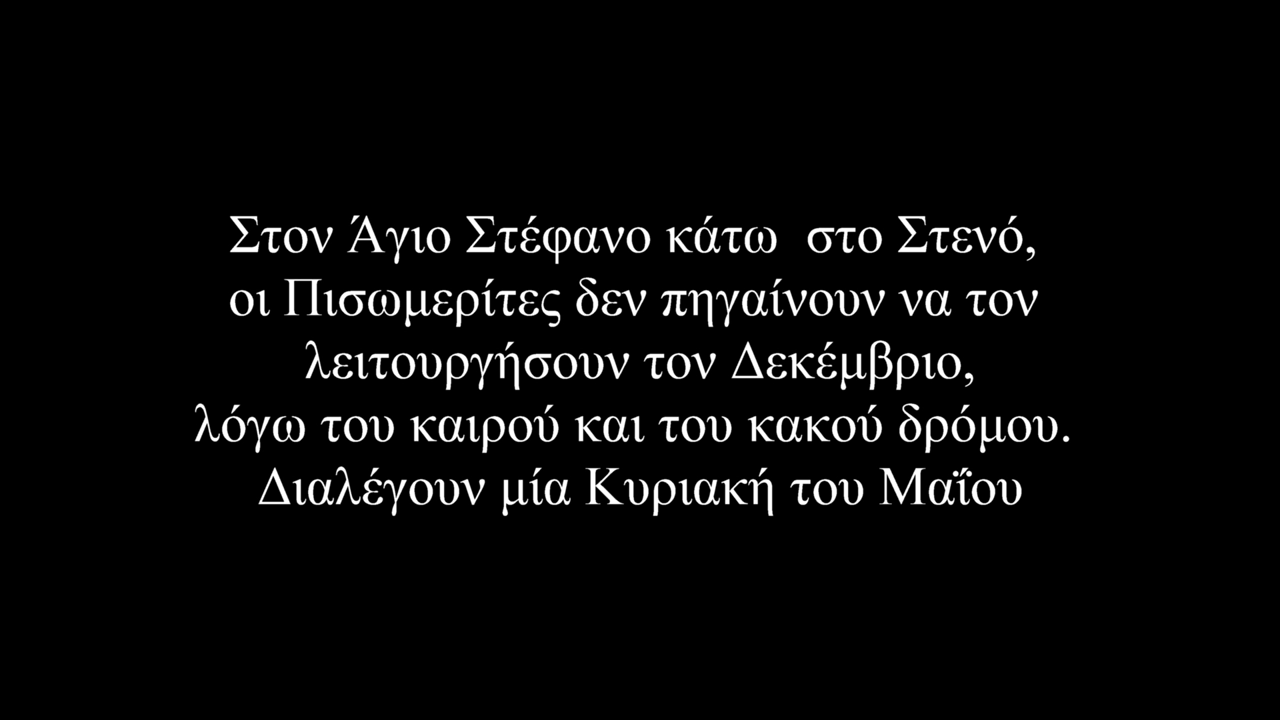 Στον Άγιο Στέφανο κάτω  στο Στενό,
οι Πισωμερίτες δεν πηγαίνουν να τον
λειτουργήσουν τον Δεκέμβριο,
λόγω του καιρού και του κακού δρόμου.
Διαλέγουν μία Κυριακή του Μαΐου